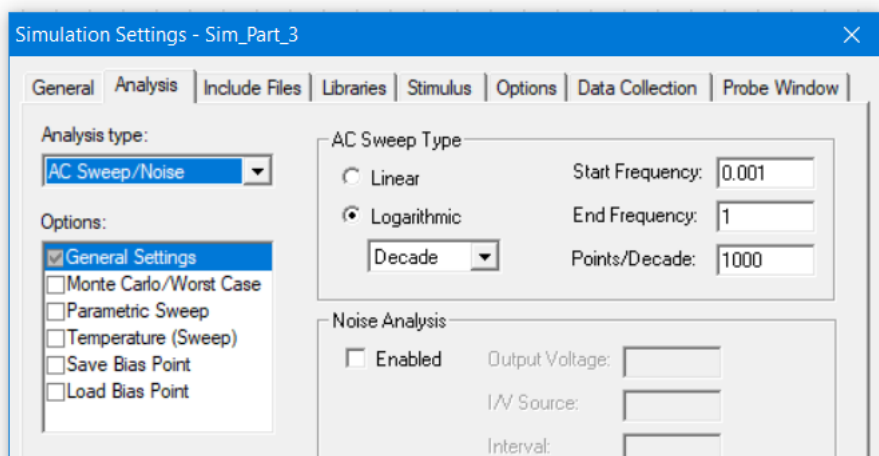 Simulation Settings - Sim_Part_3
General Analysis Include Files Libraries Stimulus Options Data Collection Probe Window
Analysis type:
AC Sweep/Noise
Options:
General Settings
Monte Carlo/Worst Case
Parametric Sweep
Temperature (Sweep)
Save Bias Point
Load Bias Point
AC Sweep Type
Linear
Logarithmic
Decade
Start Frequency: 0.001
End Frequency: 1
Points/Decade: 1000
Noise Analysis
Enabled
Output Voltage:
I/V Source:
Interval: